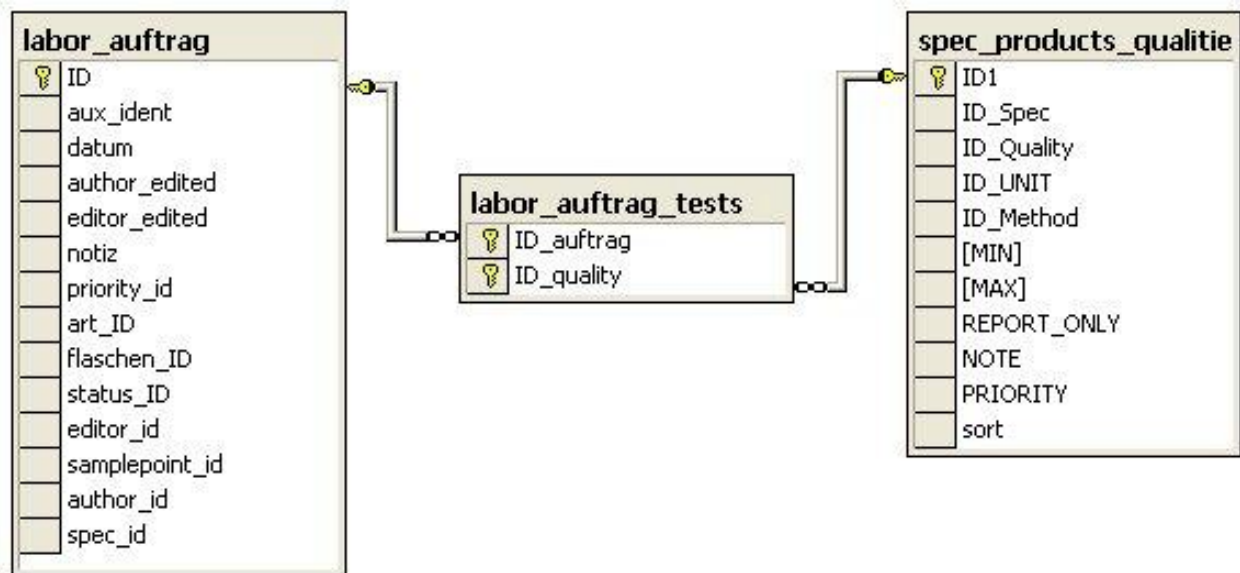 labor_auftrag
ID
aux_ident
datum
author_edited
editor_edited
notiz
priority_id
art_ID
flaschen_ID
status_ID
editor_id
samplepoint_id
author_id
spec_id
labor_auftrag_tests
ID_auftrag
ID_quality
spec_products_qualitie
ID1
ID_Spec
ID_Quality
ID_UNIT
ID_Method
[MIN]
[MAX]
REPORT_ONLY
NOTE
PRIORITY
sort